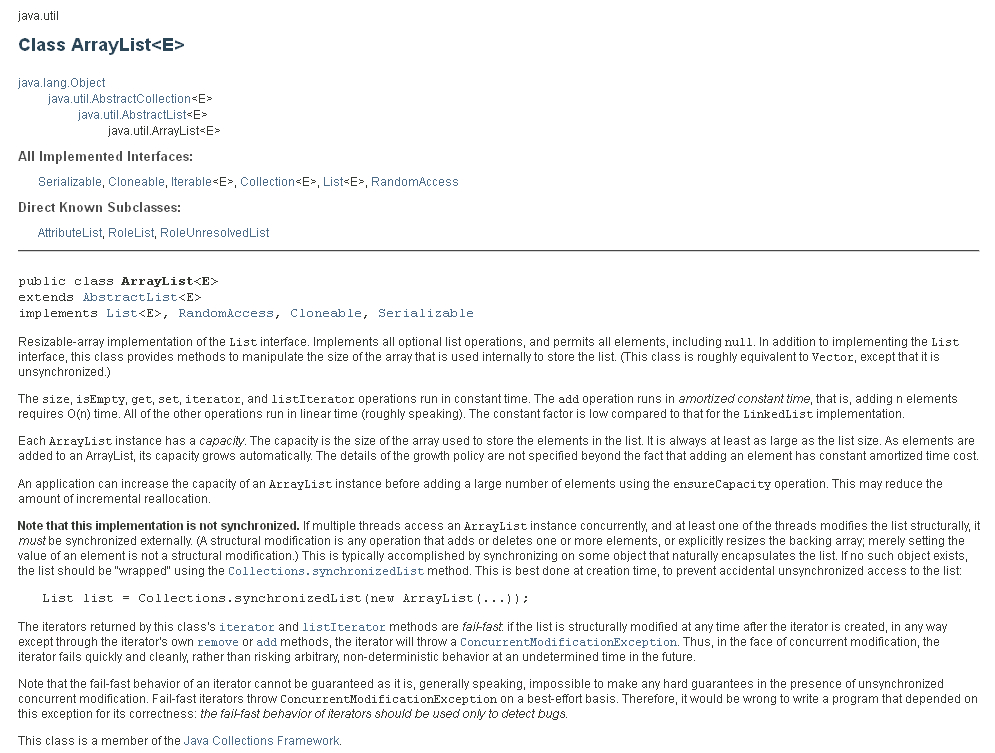 java.util
Class ArrayList<E>
java.lang.Object
java.util.AbstractCollection<E>
java.util.AbstractList<E>
java.util.ArrayList<E>
All Implemented Interfaces:
Serializable, Cloneable, Iterable<E>, Collection<E>, List<E>, RandomAccess
Direct Known Subclasses:
AttributeList, RoleList, RoleUnresolvedList
public class ArrayList<E>
extends AbstractList<E>
implements List<E>, RandomAccess, Cloneable, Serializable
Resizable-array implementation of the List interface. Implements all optional list operations, and permits all elements, including null. In addition to implementing the List
interface, this class provides methods to manipulate the size of the array that is used internally to store the list. (This class is roughly equivalent to Vector, except that it is
unsynchronized.)
The size, isEmpty, get, set, iterator, and listIterator operations run in constant time. The add operation runs in amortized constant time, that is, adding n elements
requires O(n) time. All of the other operations run in linear time (roughly speaking). The constant factor is low compared to that for the LinkedList implementation.
Each ArrayList instance has a capacity. The capacity is the size of the array used to store the elements in the list. It is always at least as large as the list size. As elements are
added to an ArrayList, its capacity grows automatically. The details of the growth policy are not specified beyond the fact that adding an element has constant amortized time cost.
An application can increase the capacity of an ArrayList instance before adding a large number of elements using the ensureCapacity operation. This may reduce the
amount of incremental reallocation.
Note that this implementation is not synchronized. If multiple threads access an ArrayList instance concurrently, and at least one of the threads modifies the list structurally, it
must be synchronized externally. (A structural modification is any operation that adds or deletes one or more elements, or explicitly resizes the backing array; merely setting the
value of an element is not a structural modification.) This is typically accomplished by synchronizing on some object that naturally encapsulates the list. If no such object exists,
the list should be "wrapped" using the Collections.synchronizedList method. This is best done at creation time, to prevent accidental unsynchronized access to the list:
List list = Collections.synchronizedList(new ArrayList(...));
The iterators returned by this class's iterator and listIterator methods are fail-fast: if the list is structurally modified at any time after the iterator is created, in any way
except through the iterator's own remove or add methods, the iterator will throw a ConcurrentModificationException. Thus, in the face of concurrent modification, the
iterator fails quickly and cleanly, rather than risking arbitrary, non-deterministic behavior at an undetermined time in the future.
Note that the fail-fast behavior of an iterator cannot be guaranteed as it is, generally speaking, impossible to make any hard guarantees in the presence of unsynchronized
concurrent modification. Fail-fast iterators throw ConcurrentModificationException on a best-effort basis. Therefore, it would be wrong to write a program that depended on
this exception for its correctness: the fail-fast behavior of iterators should be used only to detect bugs.
This class is a member of the Java Collections Framework.